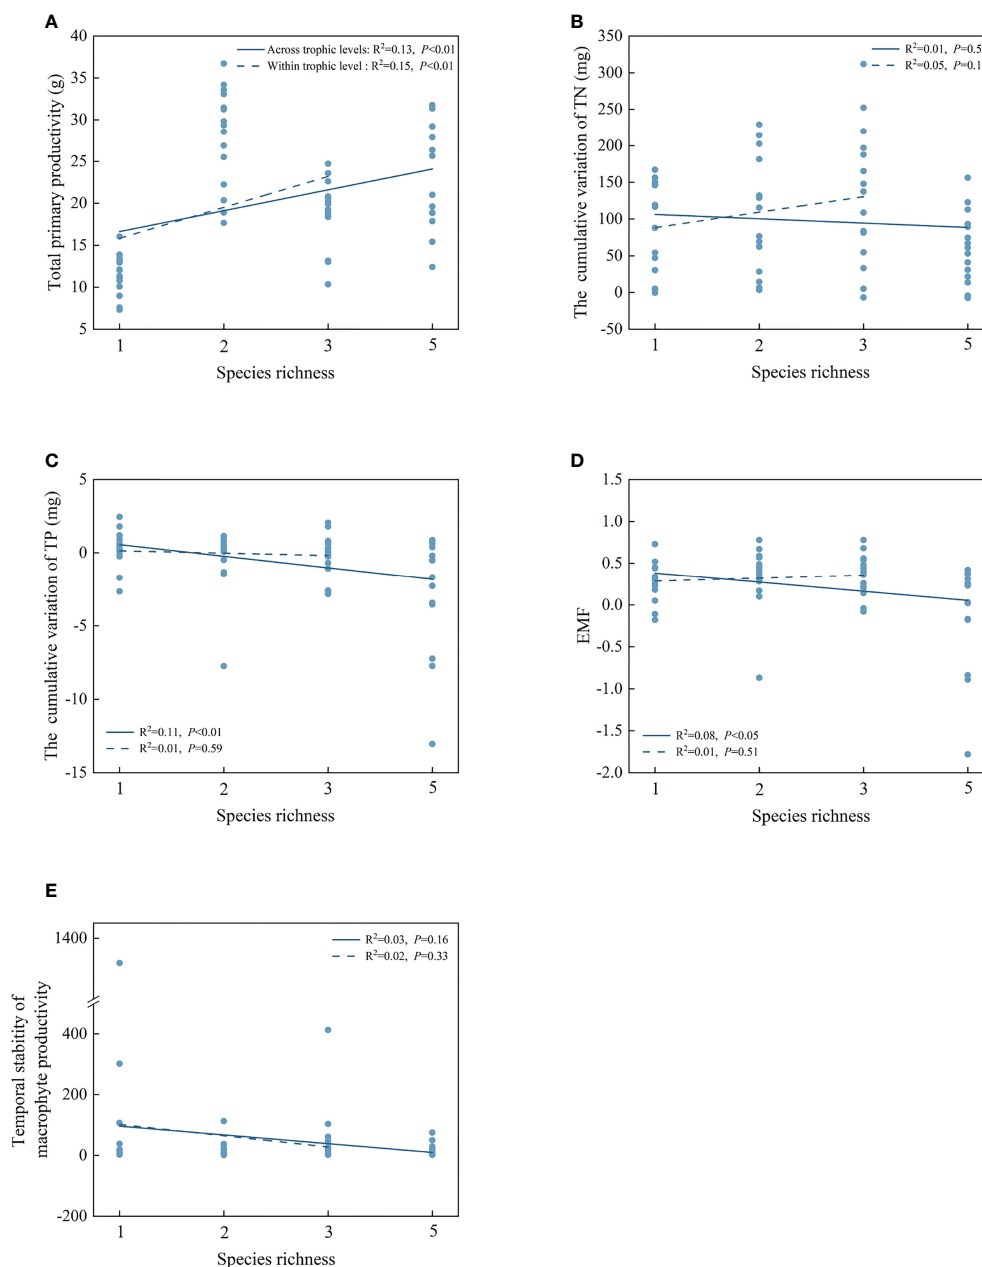 A
40
35
30
25
20
15
10
5
Total primary productivity (g)
Across trophic levels: R²=0.13, P<0.01
Within trophic level : R²=0.15, P<0.01
1 2 3 5
Species richness
B
350
300
250
200
150
100
50
0
-50
The cumulative variation of TN (mg)
R²=0.01, P=0.5
R²=0.05, P=0.1
1 2 3 5
Species richness
C
5
0
-5
-10
-15
The cumulative variation of TP (mg)
R²=0.11, P<0.01
R²=0.01, P=0.59
1 2 3 5
Species richness
D
1.5
1.0
0.5
0.0
-0.5
-1.0
-1.5
-2.0
EMF
R²=0.08, P<0.05
R²=0.01, P=0.51
1 2 3 5
Species richness
E
1400
400
200
0
-200
Temporal stabitity of
macrophyte productivity
R²=0.03, P=0.16
R²=0.02, P=0.33
1 2 3 5
Species richness